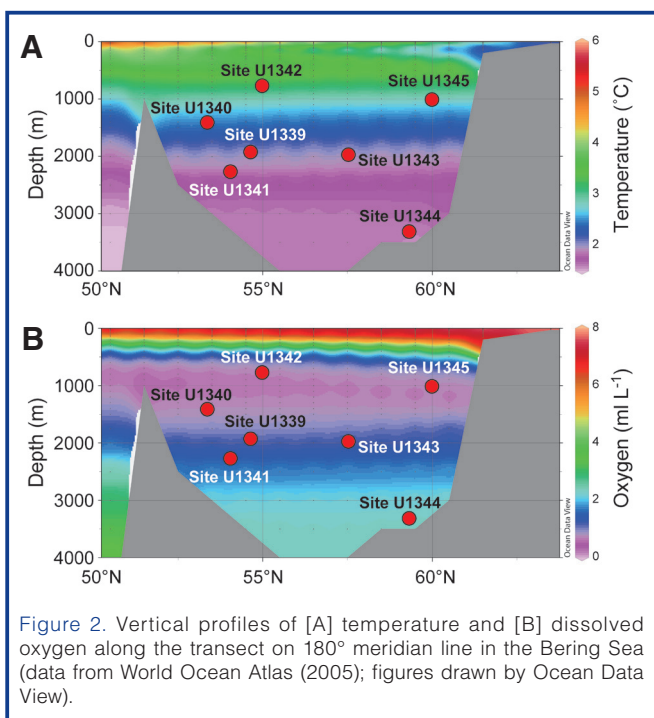 A
0
1000
2000
3000
4000
Depth (m)
Site U1342
Site U1345
Site U1340
Site U1339
Site U1343
Site U1341
Site U1344
50°N
55°N
60°N
Ocean Data View
6
5
4
3
2
Temperature (˚C)
B
0
1000
2000
3000
4000
Depth (m)
Site U1342
Site U1345
Site U1340
Site U1339
Site U1343
Site U1341
Site U1344
50°N
55°N
60°N
Ocean Data View
8
6
4
2
0
Oxygen (ml L⁻¹)
Figure 2. Vertical profiles of [A] temperature and [B] dissolved
oxygen along the transect on 180° meridian line in the Bering Sea
(data from World Ocean Atlas (2005); figures drawn by Ocean Data
View).